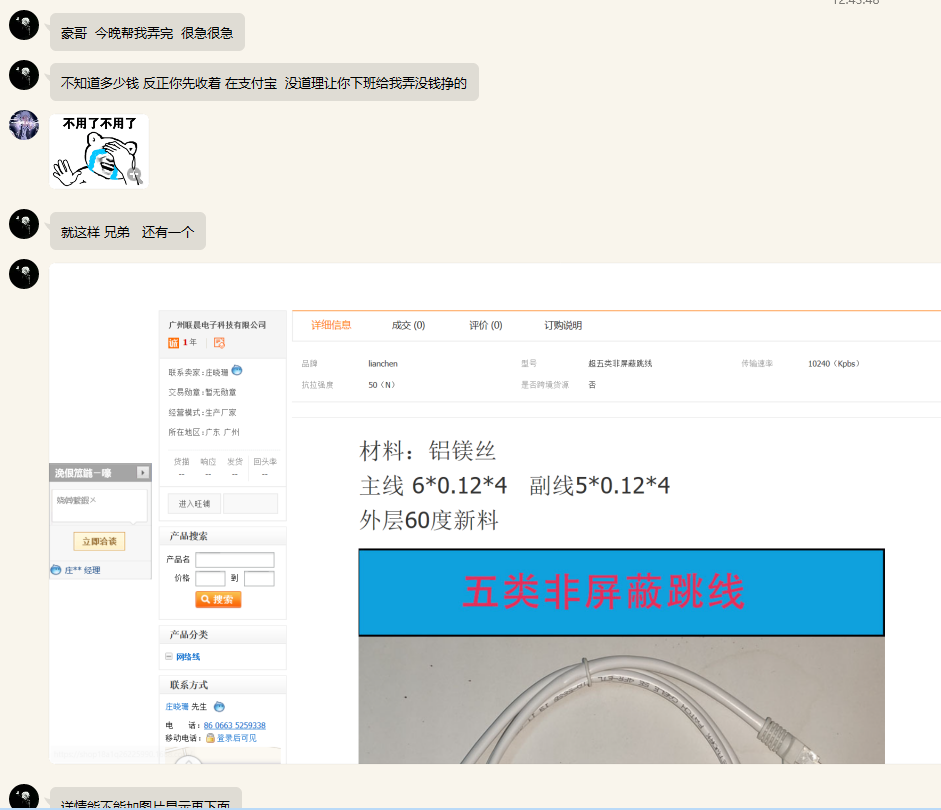 12:43:48
豪哥 今晚帮我弄完 很急很急
不知道多少钱 反正你先收着 在支付宝 没道理让你下班给我弄没钱挣的
不用了不用了
就这样 兄弟 还有一个
广州联晨电子科技有限公司
1年
联系卖家:庄晓珊
交易勋章:暂无勋章
经营模式:生产厂家
所在地区:广东 广州
货描 响应 发货 回头率
-- -- -- --
进入旺铺
产品搜索
产品名
价格 到
搜索
产品分类
网络线
联系方式
庄晓珊 先生
电 话: 86 0663 5259338
移动电话: 登录后可见
立即洽谈
庄** 经理
详细信息 成交 (0) 评价 (0) 订购说明
品牌 lianchen 型号 超五类非屏蔽跳线 传输速率 10240（Kpbs）
抗拉强度 50（N） 是否跨境货源 否
材料：铝镁丝
主线 6*0.12*4 副线5*0.12*4
外层60度新料
五类非屏蔽跳线
详情能不能加图片显示再下面